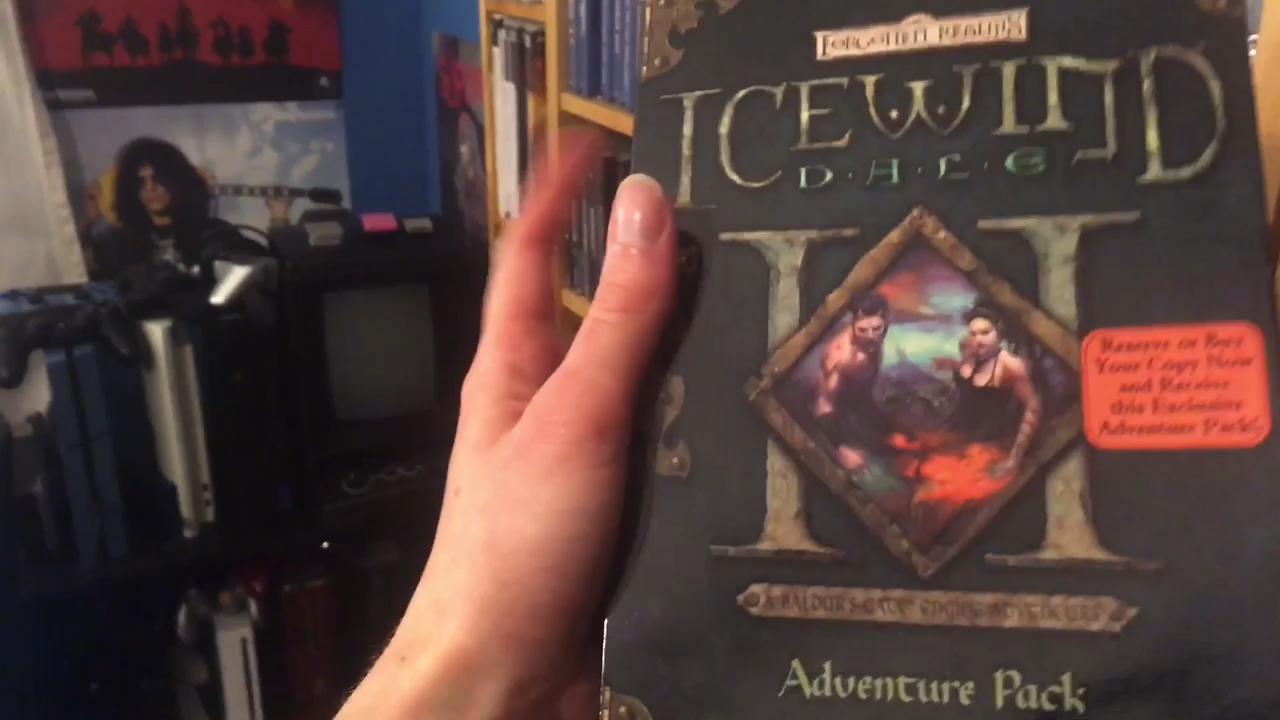 FORGOTTEN REALMS
ICEWIND
D·A·L·E
II
Reserve or Buy
Your Copy Now
and Receive
this Exclusive
Adventure Pack!
A BALDUR'S GATE ENGINE ADVENTURE
Adventure Pack